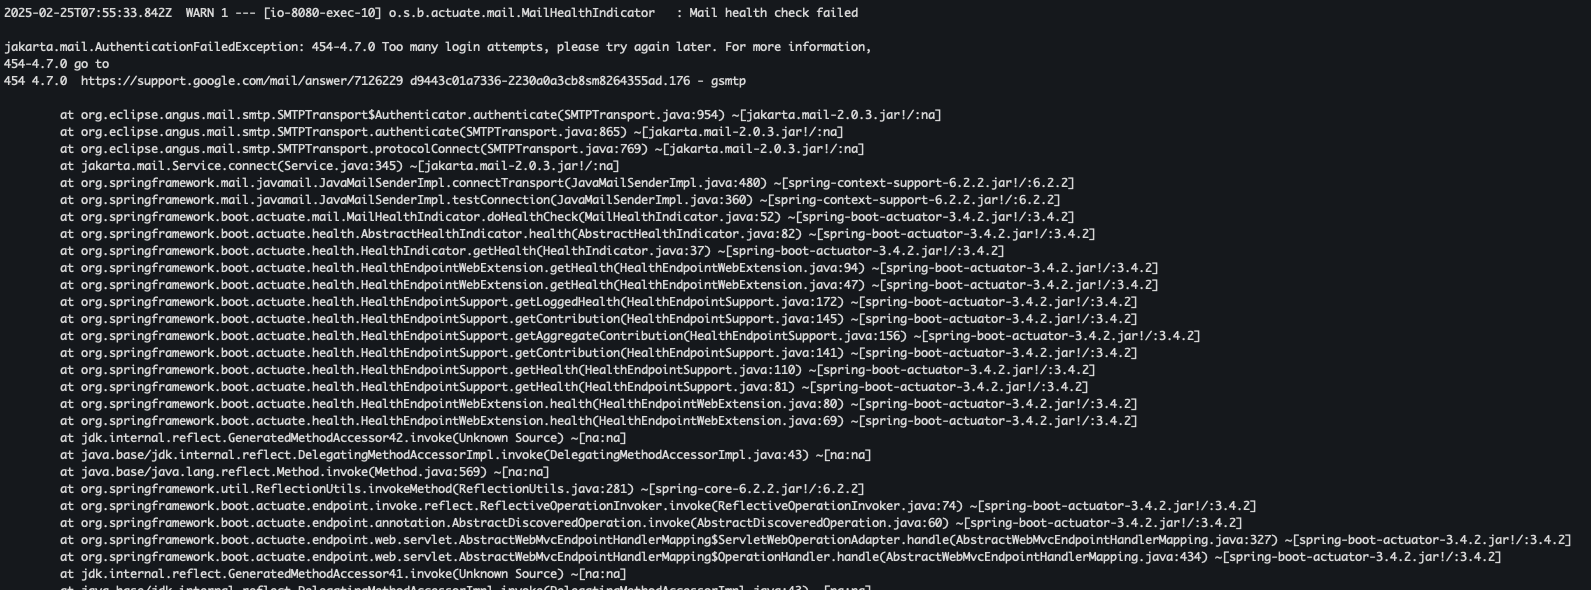 2025-02-25T07:55:33.842Z  WARN 1 --- [io-8080-exec-10] o.s.b.actuate.mail.MailHealthIndicator   : Mail health check failed
jakarta.mail.AuthenticationFailedException: 454-4.7.0 Too many login attempts, please try again later. For more information,
454-4.7.0 go to
454 4.7.0  https://support.google.com/mail/answer/7126229 d9443c01a7336-2230a0a3cb8sm8264355ad.176 - gsmtp
at org.eclipse.angus.mail.smtp.SMTPTransport$Authenticator.authenticate(SMTPTransport.java:954) ~[jakarta.mail-2.0.3.jar!/:na]
at org.eclipse.angus.mail.smtp.SMTPTransport.authenticate(SMTPTransport.java:865) ~[jakarta.mail-2.0.3.jar!/:na]
at org.eclipse.angus.mail.smtp.SMTPTransport.protocolConnect(SMTPTransport.java:769) ~[jakarta.mail-2.0.3.jar!/:na]
at jakarta.mail.Service.connect(Service.java:345) ~[jakarta.mail-2.0.3.jar!/:na]
at org.springframework.mail.javamail.JavaMailSenderImpl.connectTransport(JavaMailSenderImpl.java:480) ~[spring-context-support-6.2.2.jar!/:6.2.2]
at org.springframework.mail.javamail.JavaMailSenderImpl.testConnection(JavaMailSenderImpl.java:360) ~[spring-context-support-6.2.2.jar!/:6.2.2]
at org.springframework.boot.actuate.mail.MailHealthIndicator.doHealthCheck(MailHealthIndicator.java:52) ~[spring-boot-actuator-3.4.2.jar!/:3.4.2]
at org.springframework.boot.actuate.health.AbstractHealthIndicator.health(AbstractHealthIndicator.java:82) ~[spring-boot-actuator-3.4.2.jar!/:3.4.2]
at org.springframework.boot.actuate.health.HealthIndicator.getHealth(HealthIndicator.java:37) ~[spring-boot-actuator-3.4.2.jar!/:3.4.2]
at org.springframework.boot.actuate.health.HealthEndpointWebExtension.getHealth(HealthEndpointWebExtension.java:94) ~[spring-boot-actuator-3.4.2.jar!/:3.4.2]
at org.springframework.boot.actuate.health.HealthEndpointWebExtension.getHealth(HealthEndpointWebExtension.java:47) ~[spring-boot-actuator-3.4.2.jar!/:3.4.2]
at org.springframework.boot.actuate.health.HealthEndpointSupport.getLoggedHealth(HealthEndpointSupport.java:172) ~[spring-boot-actuator-3.4.2.jar!/:3.4.2]
at org.springframework.boot.actuate.health.HealthEndpointSupport.getContribution(HealthEndpointSupport.java:145) ~[spring-boot-actuator-3.4.2.jar!/:3.4.2]
at org.springframework.boot.actuate.health.HealthEndpointSupport.getAggregateContribution(HealthEndpointSupport.java:156) ~[spring-boot-actuator-3.4.2.jar!/:3.4.2]
at org.springframework.boot.actuate.health.HealthEndpointSupport.getContribution(HealthEndpointSupport.java:141) ~[spring-boot-actuator-3.4.2.jar!/:3.4.2]
at org.springframework.boot.actuate.health.HealthEndpointSupport.getHealth(HealthEndpointSupport.java:110) ~[spring-boot-actuator-3.4.2.jar!/:3.4.2]
at org.springframework.boot.actuate.health.HealthEndpointSupport.getHealth(HealthEndpointSupport.java:81) ~[spring-boot-actuator-3.4.2.jar!/:3.4.2]
at org.springframework.boot.actuate.health.HealthEndpointWebExtension.health(HealthEndpointWebExtension.java:80) ~[spring-boot-actuator-3.4.2.jar!/:3.4.2]
at org.springframework.boot.actuate.health.HealthEndpointWebExtension.health(HealthEndpointWebExtension.java:69) ~[spring-boot-actuator-3.4.2.jar!/:3.4.2]
at jdk.internal.reflect.GeneratedMethodAccessor42.invoke(Unknown Source) ~[na:na]
at java.base/jdk.internal.reflect.DelegatingMethodAccessorImpl.invoke(DelegatingMethodAccessorImpl.java:43) ~[na:na]
at java.base/java.lang.reflect.Method.invoke(Method.java:569) ~[na:na]
at org.springframework.util.ReflectionUtils.invokeMethod(ReflectionUtils.java:281) ~[spring-core-6.2.2.jar!/:6.2.2]
at org.springframework.boot.actuate.endpoint.invoke.reflect.ReflectiveOperationInvoker.invoke(ReflectiveOperationInvoker.java:74) ~[spring-boot-actuator-3.4.2.jar!/:3.4.2]
at org.springframework.boot.actuate.endpoint.annotation.AbstractDiscoveredOperation.invoke(AbstractDiscoveredOperation.java:60) ~[spring-boot-actuator-3.4.2.jar!/:3.4.2]
at org.springframework.boot.actuate.endpoint.web.servlet.AbstractWebMvcEndpointHandlerMapping$ServletWebOperationAdapter.handle(AbstractWebMvcEndpointHandlerMapping.java:327) ~[spring-boot-actuator-3.4.2.jar!/:3.4.2]
at org.springframework.boot.actuate.endpoint.web.servlet.AbstractWebMvcEndpointHandlerMapping$OperationHandler.handle(AbstractWebMvcEndpointHandlerMapping.java:434) ~[spring-boot-actuator-3.4.2.jar!/:3.4.2]
at jdk.internal.reflect.GeneratedMethodAccessor41.invoke(Unknown Source) ~[na:na]
at java.base/jdk.internal.reflect.DelegatingMethodAccessorImpl.invoke(DelegatingMethodAccessorImpl.java:43) ~[na:na]